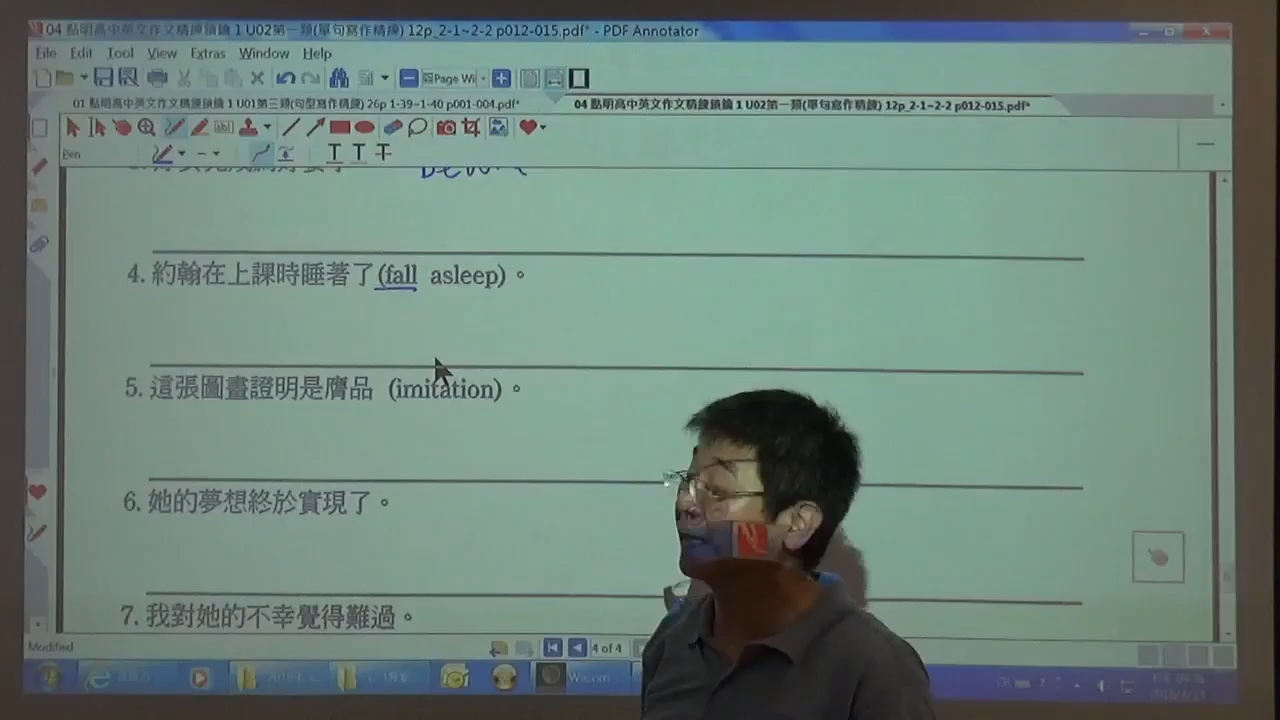 04 點明高中英文作文精練鎖鑰 1 U02第一類(單句寫作精練) 12p_2-1~2-2 p012-015.pdf* - PDF Annotator
File Edit Tool View Extras Window Help
Page Wi
01 點明高中英文作文精練鎖鑰 1 U01第三類(句型寫作精練) 26p 1-39~1-40 p001-004.pdf*
04 點明高中英文作文精練鎖鑰 1 U02第一類(單句寫作精練) 12p_2-1~2-2 p012-015.pdf*
Pen
4. 約翰在上課時睡著了(fall asleep)。
5. 這張圖畫證明是膺品 (imitation)。
6. 她的夢想終於實現了。
7. 我對她的不幸覺得難過。
Modified
4 of 4
Wacom